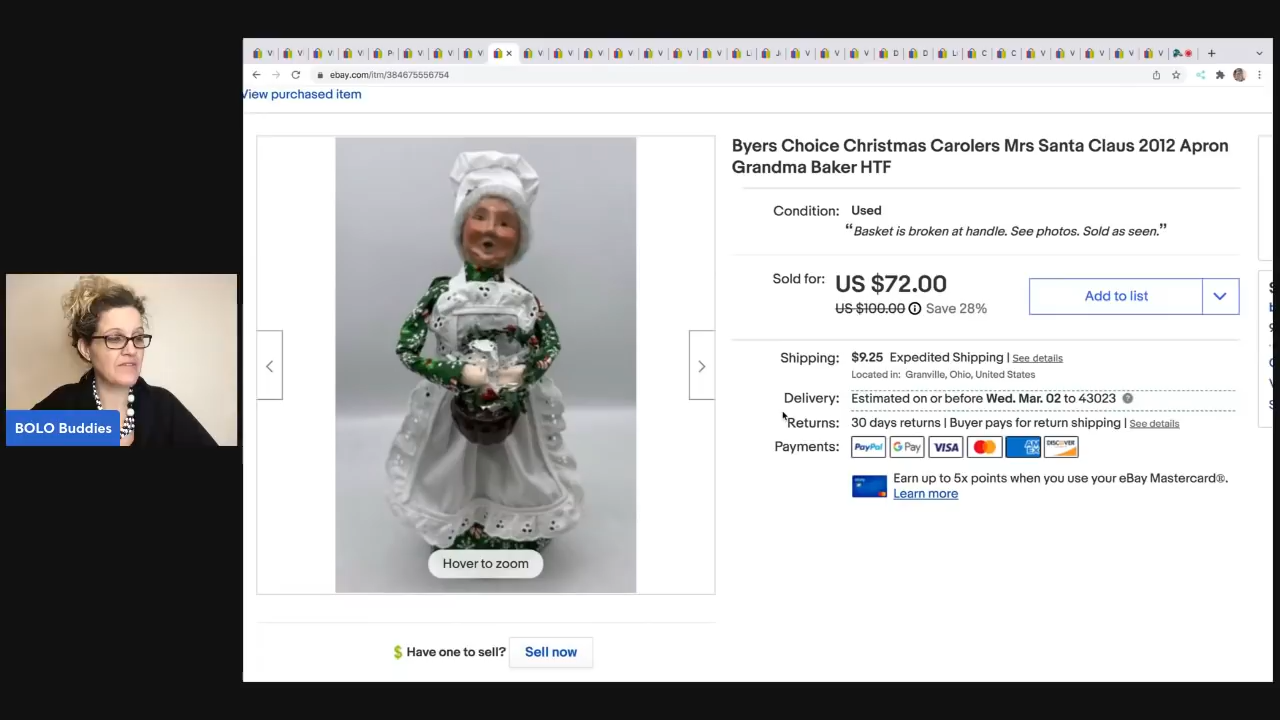 ebay.com/itm/384675556754
View purchased item
Byers Choice Christmas Carolers Mrs Santa Claus 2012 Apron
Grandma Baker HTF
Condition: Used
“Basket is broken at handle. See photos. Sold as seen.”
Sold for: US $72.00
US $100.00 Save 28%
Add to list
Shipping: $9.25 Expedited Shipping | See details
Located in: Granville, Ohio, United States
Delivery: Estimated on or before Wed. Mar. 02 to 43023
Returns: 30 days returns | Buyer pays for return shipping | See details
Payments: PayPal G Pay VISA DISCOVER
Earn up to 5x points when you use your eBay Mastercard®.
Learn more
Hover to zoom
$ Have one to sell? Sell now
BOLO Buddies